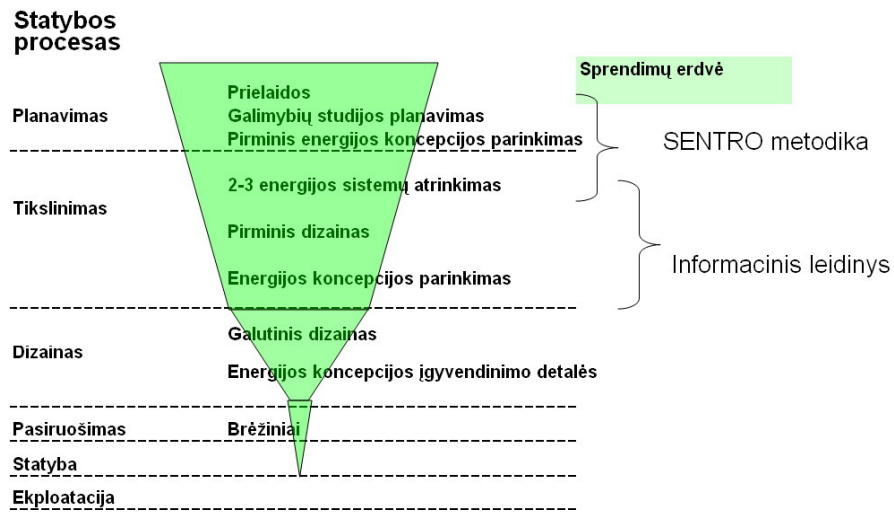 Statybos
procesas
Sprendimų erdvė
Planavimas
Prielaidos
Galimybių studijos planavimas
Pirminis energijos koncepcijos parinkimas
SENTRO metodika
Tikslinimas
2-3 energijos sistemų atrinkimas
Pirminis dizainas
Energijos koncepcijos parinkimas
Informacinis leidinys
Dizainas
Galutinis dizainas
Energijos koncepcijos įgyvendinimo detalės
Pasiruošimas
Brėžiniai
Statyba
Ekploatacija